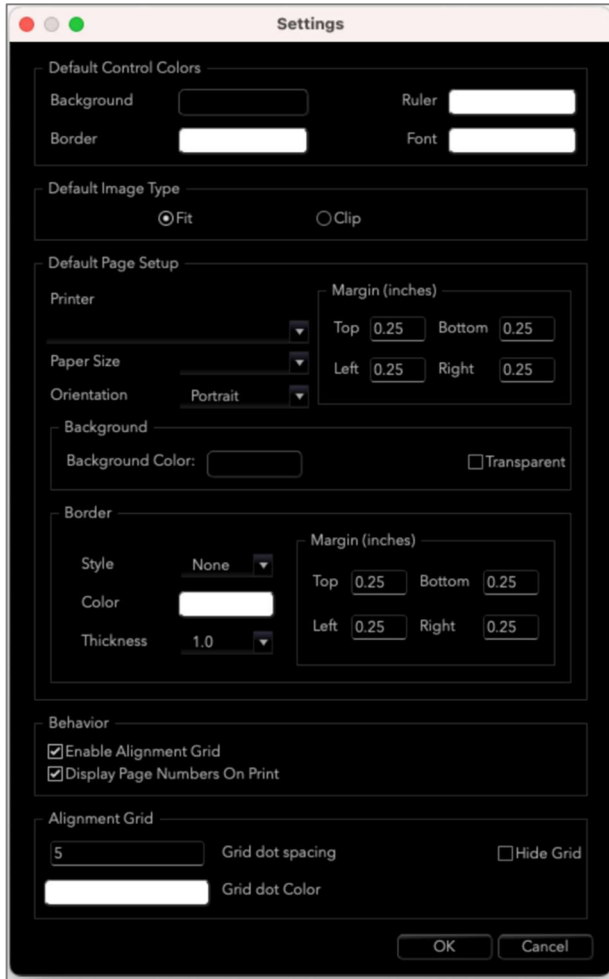 Settings
Default Control Colors
Background Ruler
Border Font
Default Image Type
Fit Clip
Default Page Setup
Printer
Margin (inches)
Top 0.25 Bottom 0.25
Left 0.25 Right 0.25
Paper Size
Orientation Portrait
Background
Background Color: Transparent
Border
Style None
Color
Thickness 1.0
Margin (inches)
Top 0.25 Bottom 0.25
Left 0.25 Right 0.25
Behavior
Enable Alignment Grid
Display Page Numbers On Print
Alignment Grid
5 Grid dot spacing Hide Grid
Grid dot Color
OK Cancel